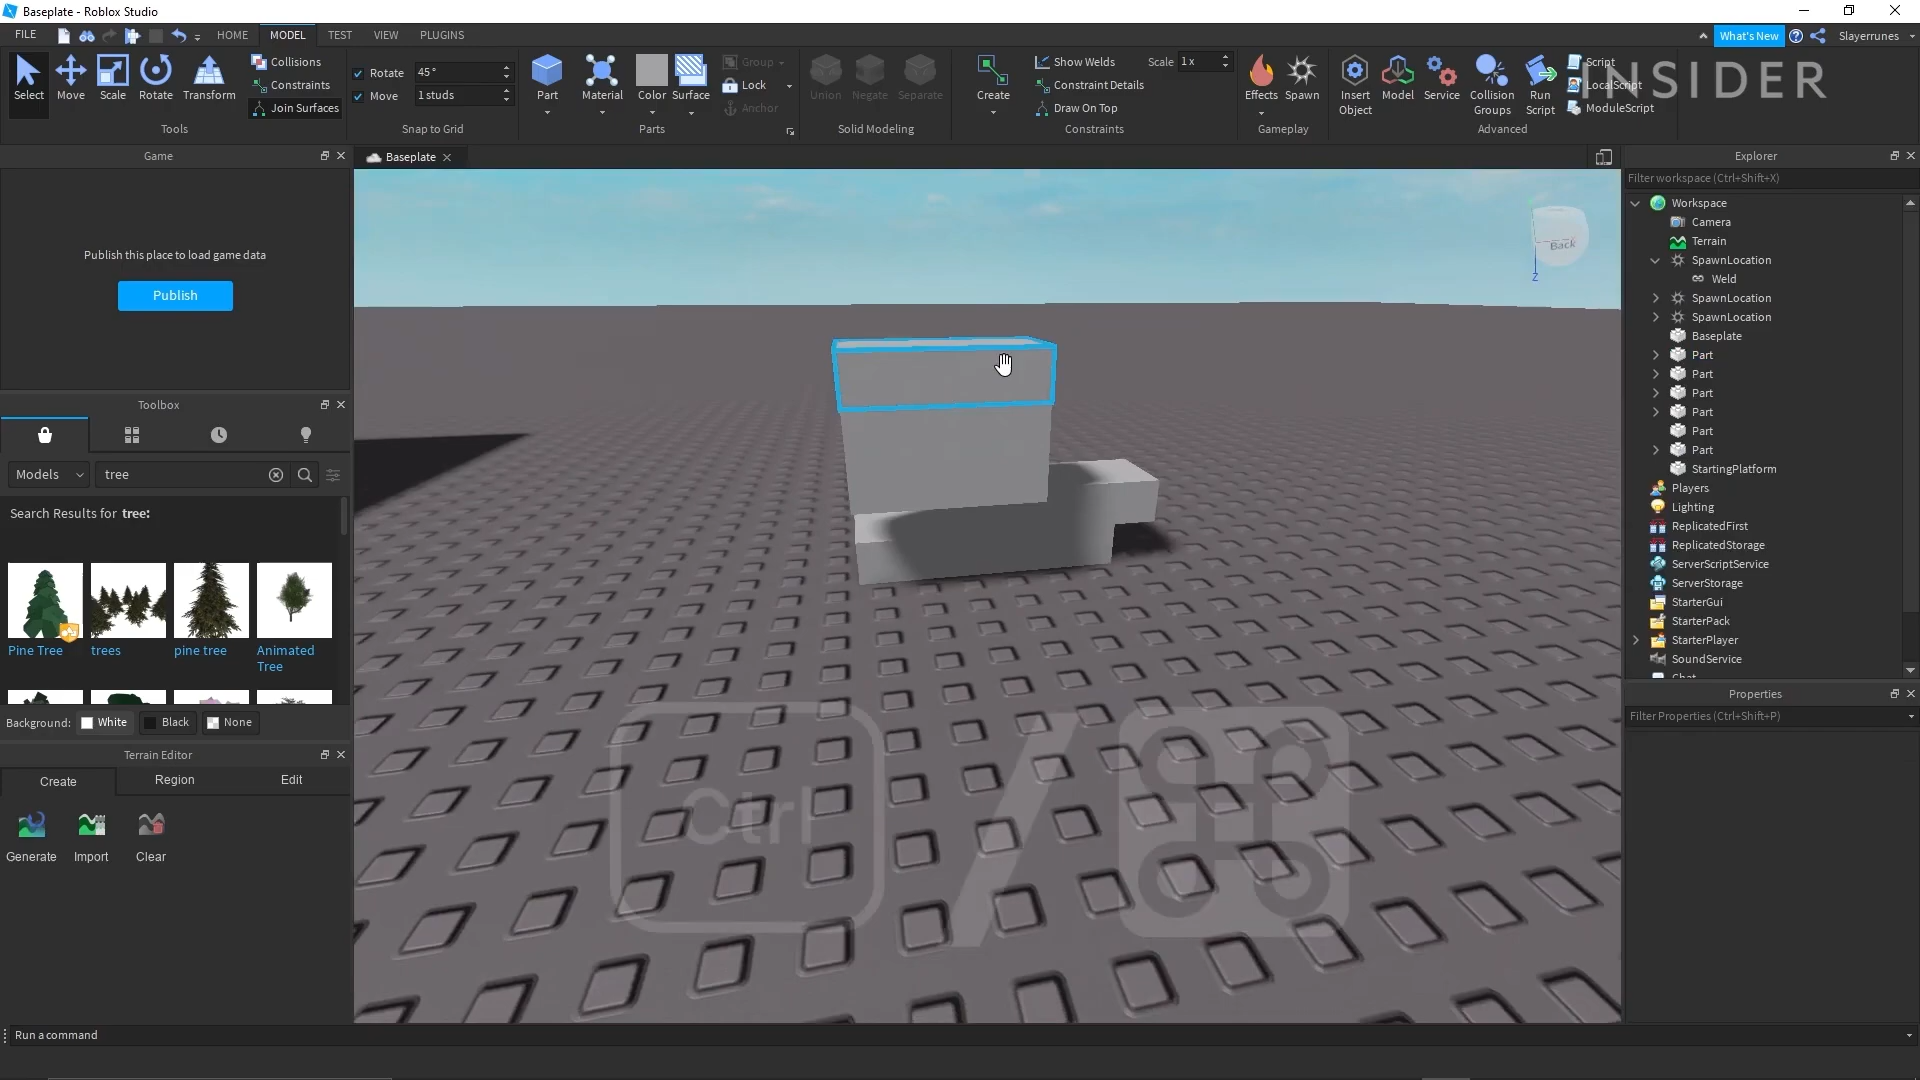 Baseplate - Roblox Studio
FILE
HOME
MODEL
TEST
VIEW
PLUGINS
What's New
Slayerrunes
Select
Move
Scale
Rotate
Transform
Collisions
Constraints
Join Surfaces
Tools
Rotate
45°
Move
1 studs
Snap to Grid
Part
Material
Color
Surface
Group
Lock
Anchor
Parts
Union
Negate
Separate
Solid Modeling
Create
Show Welds
Scale
1x
Constraint Details
Draw On Top
Constraints
Effects
Spawn
Gameplay
Insert
Object
Model
Service
Collision
Groups
Run
Script
Script
LocalScript
ModuleScript
Advanced
INSIDER
Game
Publish this place to load game data
Publish
Toolbox
Models
tree
Search Results for tree:
Pine Tree
trees
pine tree
Animated
Tree
Background:
White
Black
None
Terrain Editor
Create
Region
Edit
Generate
Import
Clear
Baseplate
Back
Z
Ctrl
/
⌘
Explorer
Filter workspace (Ctrl+Shift+X)
Workspace
Camera
Terrain
SpawnLocation
Weld
SpawnLocation
SpawnLocation
Baseplate
Part
Part
Part
Part
Part
Part
StartingPlatform
Players
Lighting
ReplicatedFirst
ReplicatedStorage
ServerScriptService
ServerStorage
StarterGui
StarterPack
StarterPlayer
SoundService
Chat
Properties
Filter Properties (Ctrl+Shift+P)
Run a command